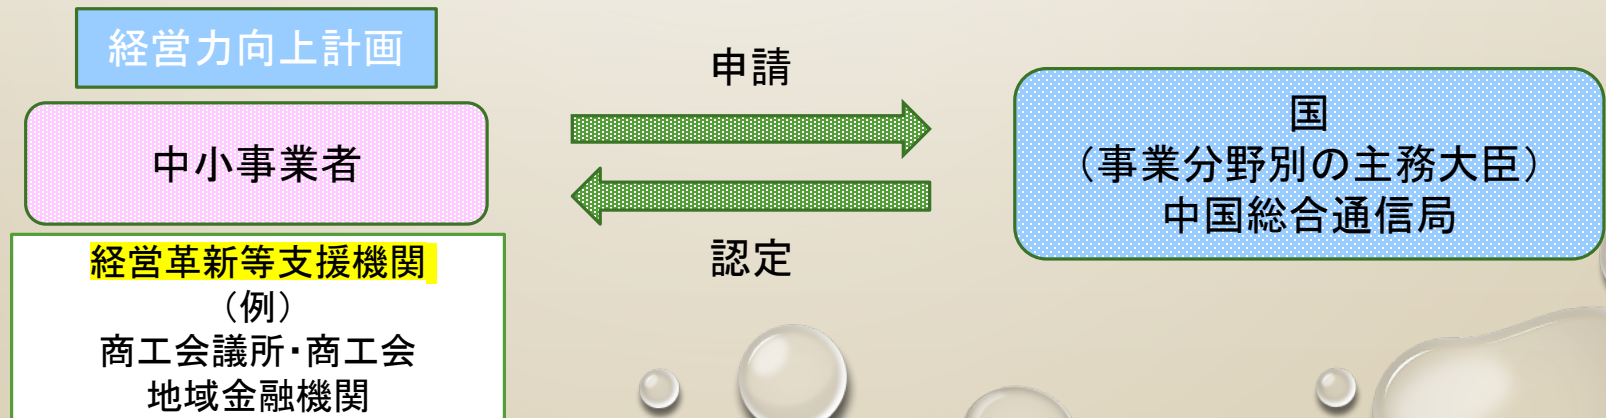 経営力向上計画
中小事業者
経営革新等支援機関
（例）
商工会議所・商工会
地域金融機関
申請
認定
国
（事業分野別の主務大臣）
中国総合通信局